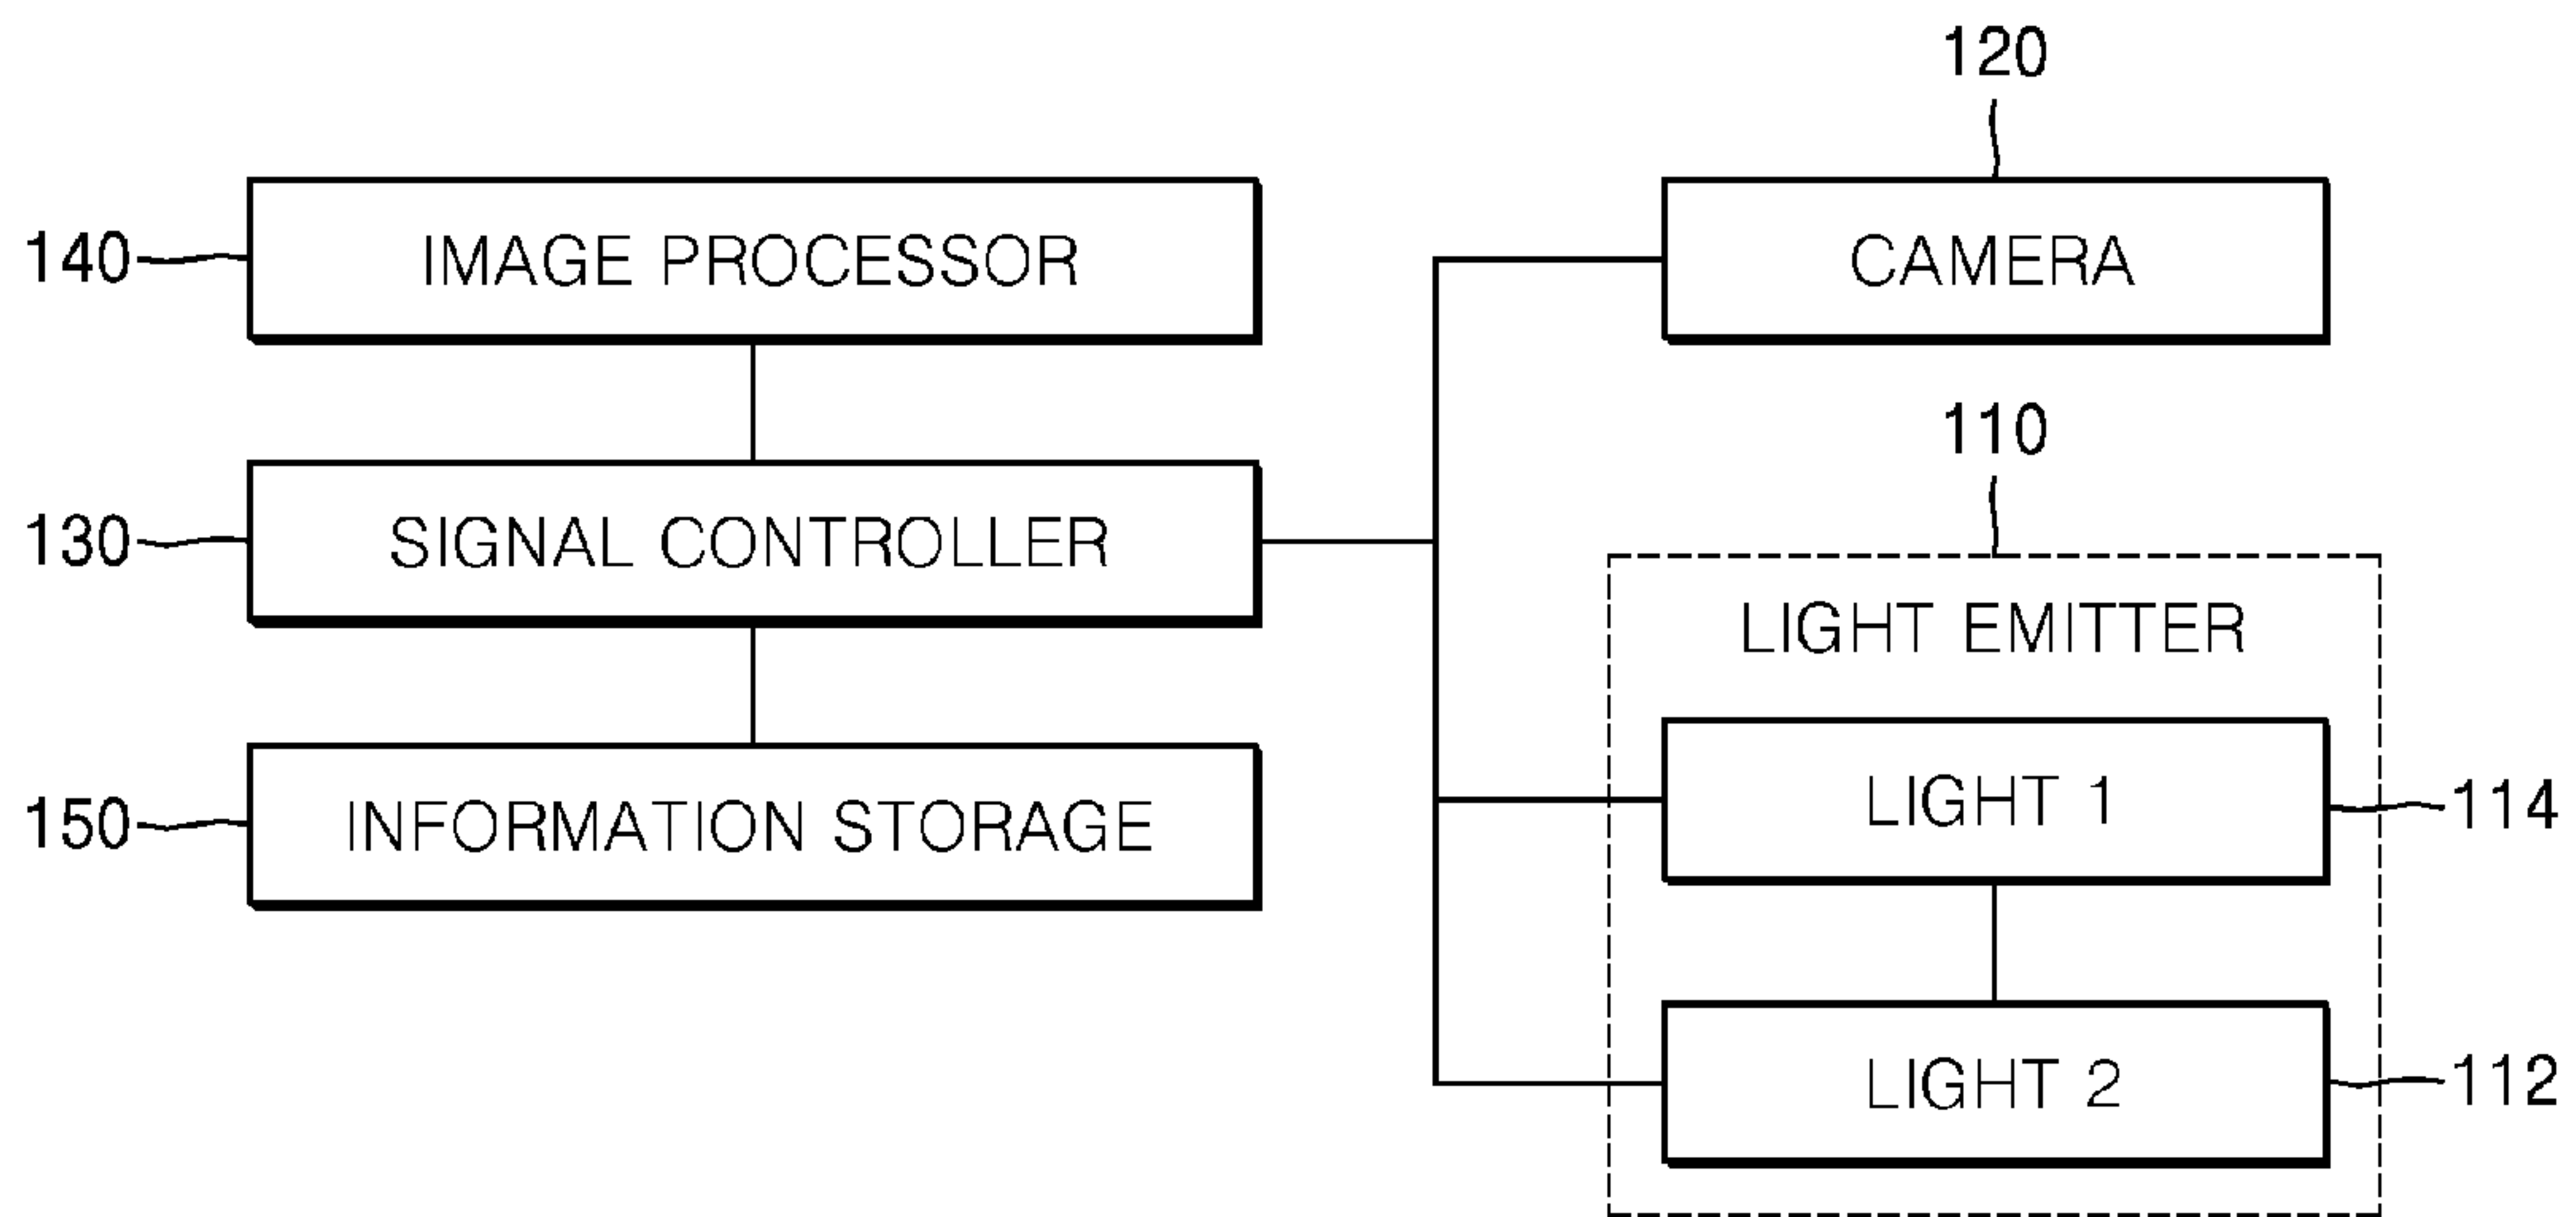 120
140
IMAGE PROCESSOR
CAMERA
110
130
SIGNAL CONTROLLER
LIGHT EMITTER
150
INFORMATION STORAGE
LIGHT 1
114
LIGHT 2
112